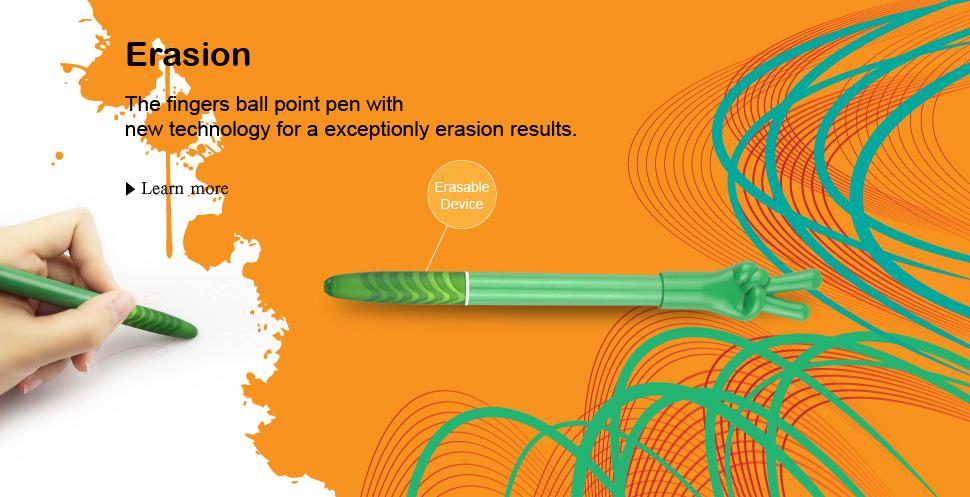 Erasion
The fingers ball point pen with
new technology for a exceptionly erasion results.
Learn more
Erasable
Device